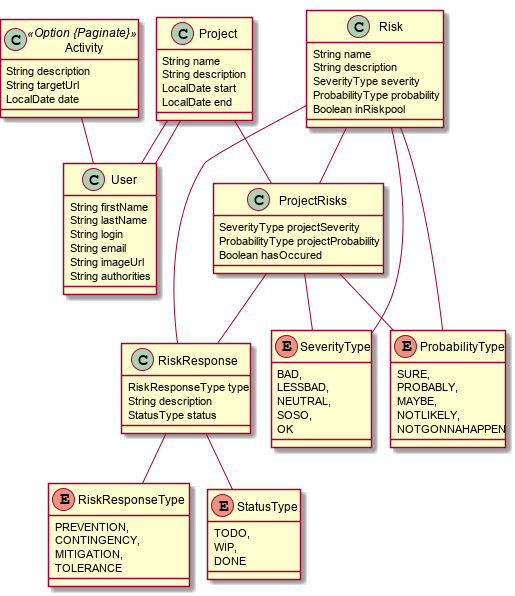 C «Option {Paginate}»
Activity
String description
String targetUrl
LocalDate date
C Project
String name
String description
LocalDate start
LocalDate end
C Risk
String name
String description
SeverityType severity
ProbabilityType probability
Boolean inRiskpool
C User
String firstName
String lastName
String login
String email
String imageUrl
String authorities
C ProjectRisks
SeverityType projectSeverity
ProbabilityType projectProbability
Boolean hasOccured
C RiskResponse
RiskResponseType type
String description
StatusType status
E SeverityType
BAD,
LESSBAD,
NEUTRAL,
SOSO,
OK
E ProbabilityType
SURE,
PROBABLY,
MAYBE,
NOTLIKELY,
NOTGONNAHAPPEN
E RiskResponseType
PREVENTION,
CONTINGENCY,
MITIGATION,
TOLERANCE
E StatusType
TODO,
WIP,
DONE